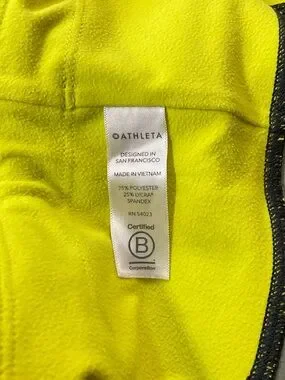 ATHLETA
DESIGNED IN
SAN FRANCISCO
MADE IN VIETNAM
75% POLYESTER
25% LYCRA®
SPANDEX
RN 54023
Certified
B
Corporation